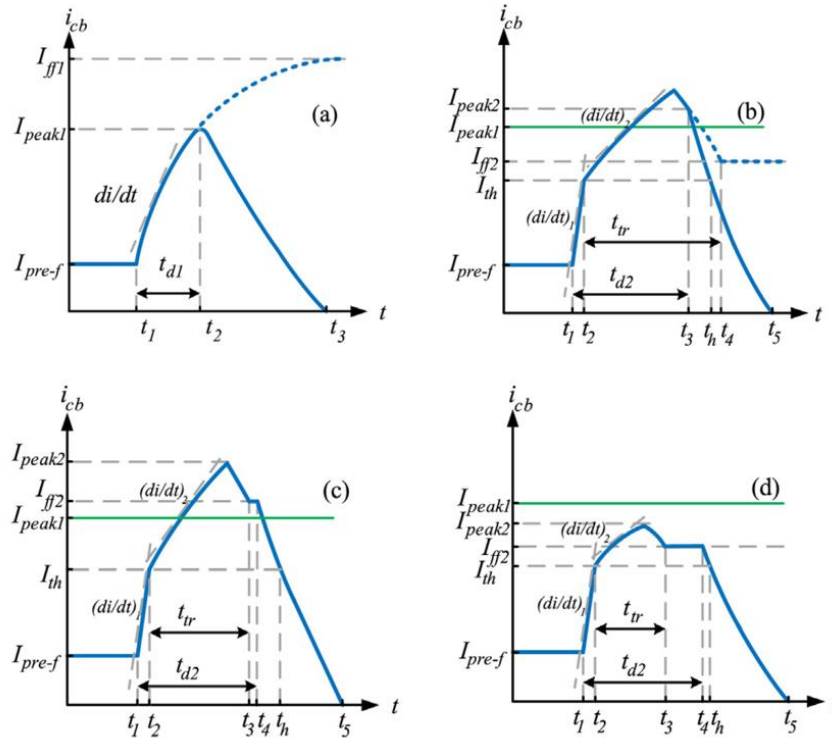 i_cb
I_ff1
(a)
I_peak1
di/dt
I_pre-f
t_d1
t_1 t_2 t_3 t
i_cb
I_peak2
(di/dt)_2
(b)
I_peak1
I_ff2
I_th
(di/dt)_1
t_tr
I_pre-f
t_d2
t_1 t_2 t_3 t_h t_4 t_5 t
i_cb
I_peak2
(c)
I_ff2
(di/dt)_2
I_peak1
I_th
(di/dt)_1
t_tr
I_pre-f
t_d2
t_1 t_2 t_3 t_4 t_h t_5 t
i_cb
(d)
I_peak1
I_peak2
(di/dt)_2
I_ff2
I_th
(di/dt)_1
t_tr
I_pre-f
t_d2
t_1 t_2 t_3 t_4 t_h t_5 t